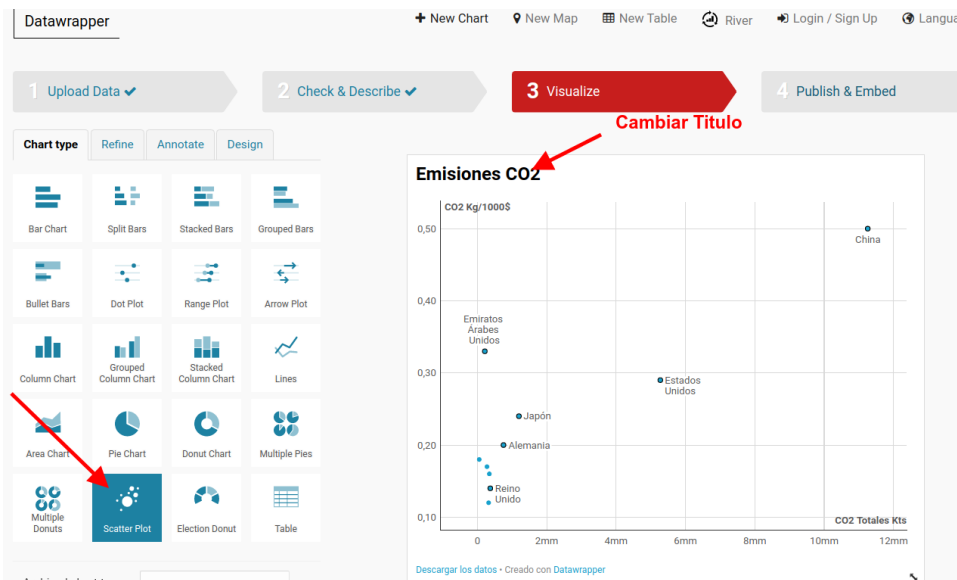 Datawrapper
New Chart
New Map
New Table
River
Login / Sign Up
1 Upload Data
2 Check & Describe
3 Visualize
4 Publish & Embed
Cambiar Titulo
Chart type
Refine
Annotate
Design
Bar Chart
Split Bars
Stacked Bars
Grouped Bars
Bullet Bars
Dot Plot
Range Plot
Arrow Plot
Column Chart
Grouped
Column Chart
Stacked
Column Chart
Lines
Area Chart
Pie Chart
Donut Chart
Multiple Pies
Multiple
Donuts
Scatter Plot
Election Donut
Table
Emisiones CO2
CO2 Kg/1000$
0,50
China
0,40
Emiratos
Árabes
Unidos
0,30
Estados
Unidos
Japón
0,20
Alemania
Reino
Unido
0,10
CO2 Totales Kts
0
2mm
4mm
6mm
8mm
10mm
12mm
Descargar los datos • Creado con Datawrapper